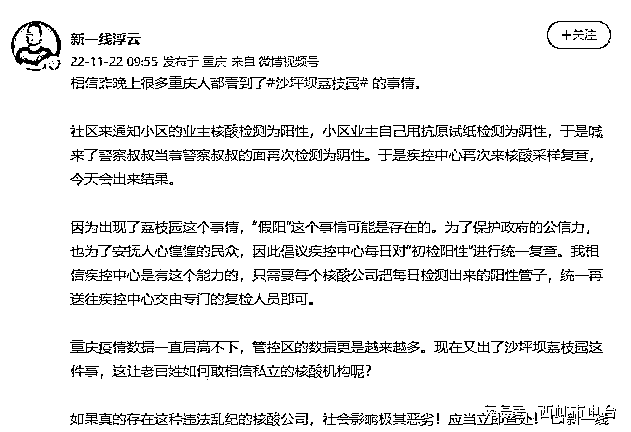 新一线浮云
+关注
22-11-22 09:55 发布于 重庆 来自 微博视频号
相信昨晚上很多重庆人都看到了#沙坪坝荔枝园# 的事情。
社区来通知小区的业主核酸检测为阳性，小区业主自己用抗原试纸检测为阴性，于是喊
来了警察叔叔当着警察叔叔的面再次检测为阴性。于是疾控中心再次来核酸采样复查，
今天会出来结果。
因为出现了荔枝园这个事情，“假阳”这个事情可能是存在的。为了保护政府的公信力，
也为了安抚人心惶惶的民众，因此倡议疾控中心每日对“初检阳性”进行统一复查。我相
信疾控中心是有这个能力的，只需要每个核酸公司把每日检测出来的阳性管子，统一再
送往疾控中心交由专门的复检人员即可。
重庆疫情数据一直居高不下，管控区的数据更是越来越多。现在又出了沙坪坝荔枝园这
件事，这让老百姓如何敢相信私立的核酸机构呢？
如果真的存在这种违法乱纪的核酸公司，社会影响极其恶劣！应当立即查处！ 新一线